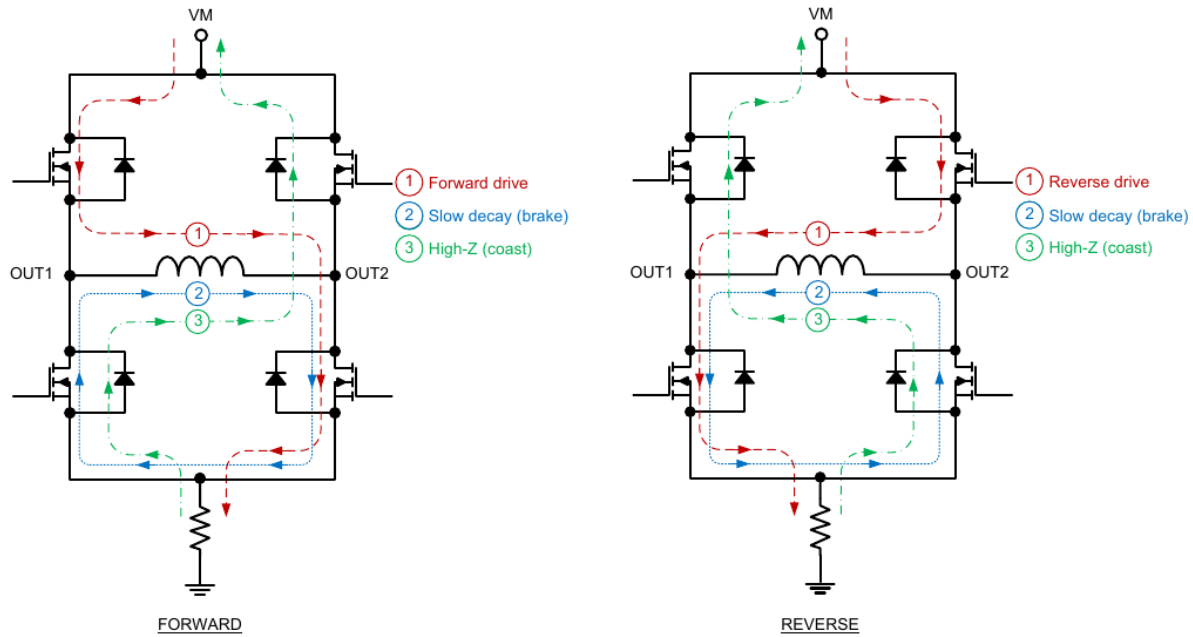 VM
1 Forward drive
2 Slow decay (brake)
3 High-Z (coast)
1
OUT1
OUT2
2
3
FORWARD
VM
1 Reverse drive
2 Slow decay (brake)
3 High-Z (coast)
1
OUT1
OUT2
2
3
REVERSE